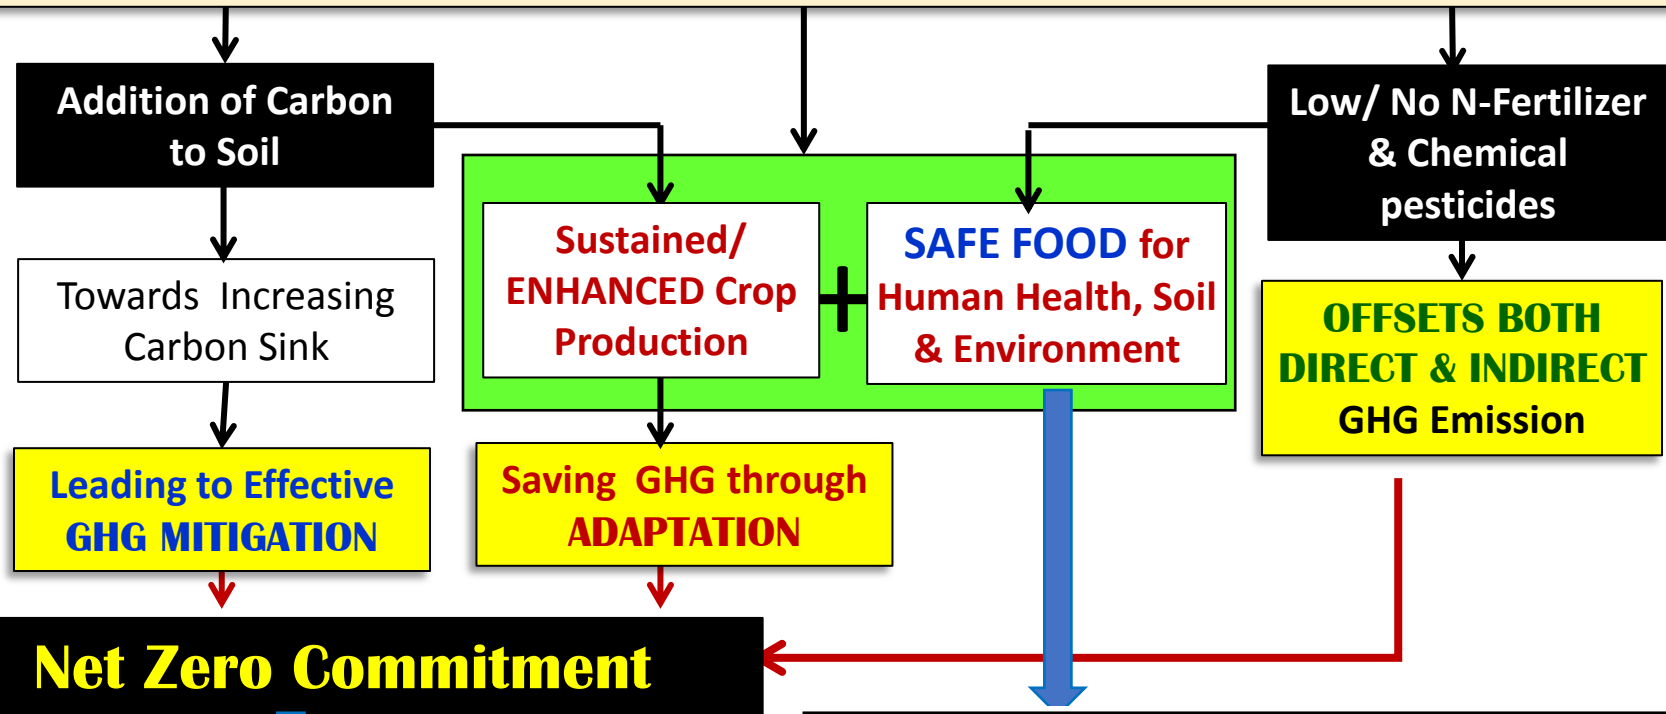 Addition of Carbon
to Soil
Low/ No N-Fertilizer
& Chemical
pesticides
Sustained/
ENHANCED Crop
Production
+
SAFE FOOD for
Human Health, Soil
& Environment
Towards Increasing
Carbon Sink
OFFSETS BOTH
DIRECT & INDIRECT
GHG Emission
Leading to Effective
GHG MITIGATION
Saving GHG through
ADAPTATION
Net Zero Commitment